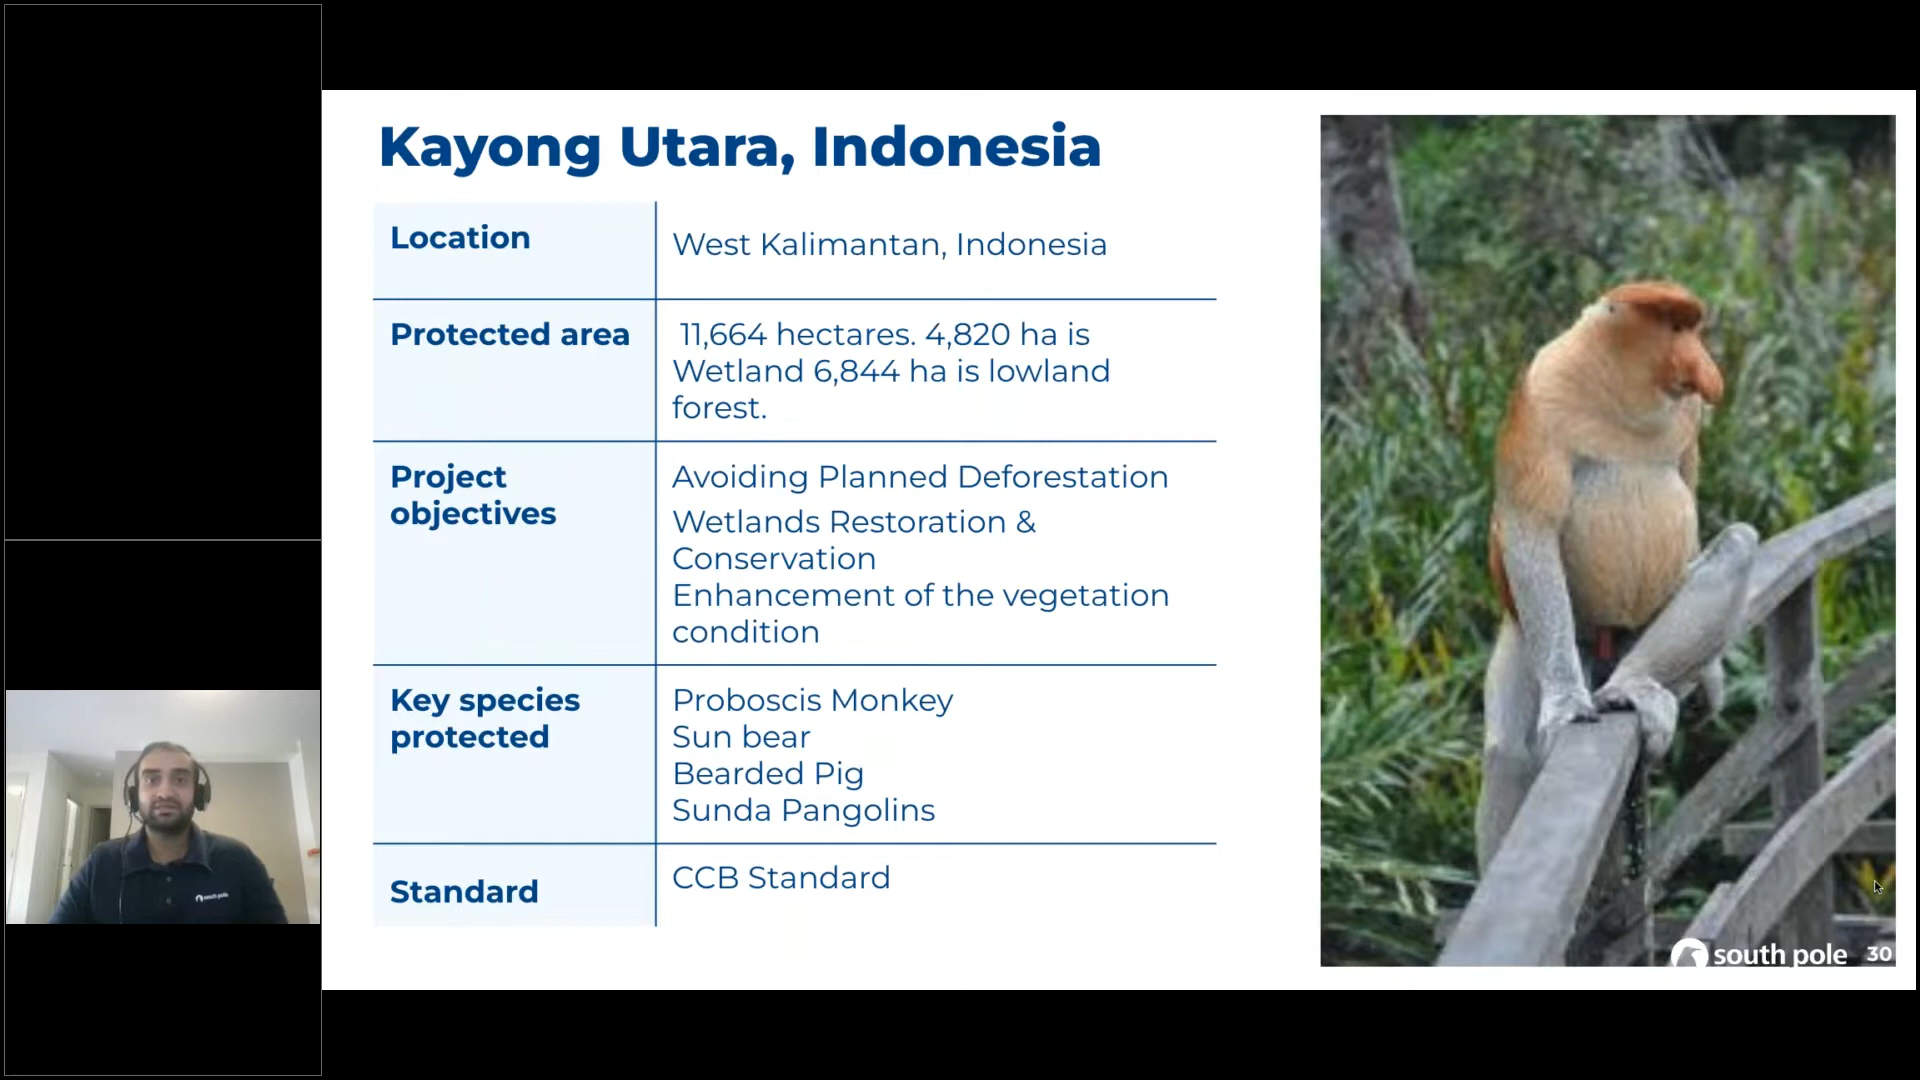 Kayong Utara, Indonesia
Location
West Kalimantan, Indonesia
Protected area
11,664 hectares. 4,820 ha is
Wetland 6,844 ha is lowland
forest.
Project
objectives
Avoiding Planned Deforestation
Wetlands Restoration &
Conservation
Enhancement of the vegetation
condition
Key species
protected
Proboscis Monkey
Sun bear
Bearded Pig
Sunda Pangolins
Standard
CCB Standard
south pole
south pole 30